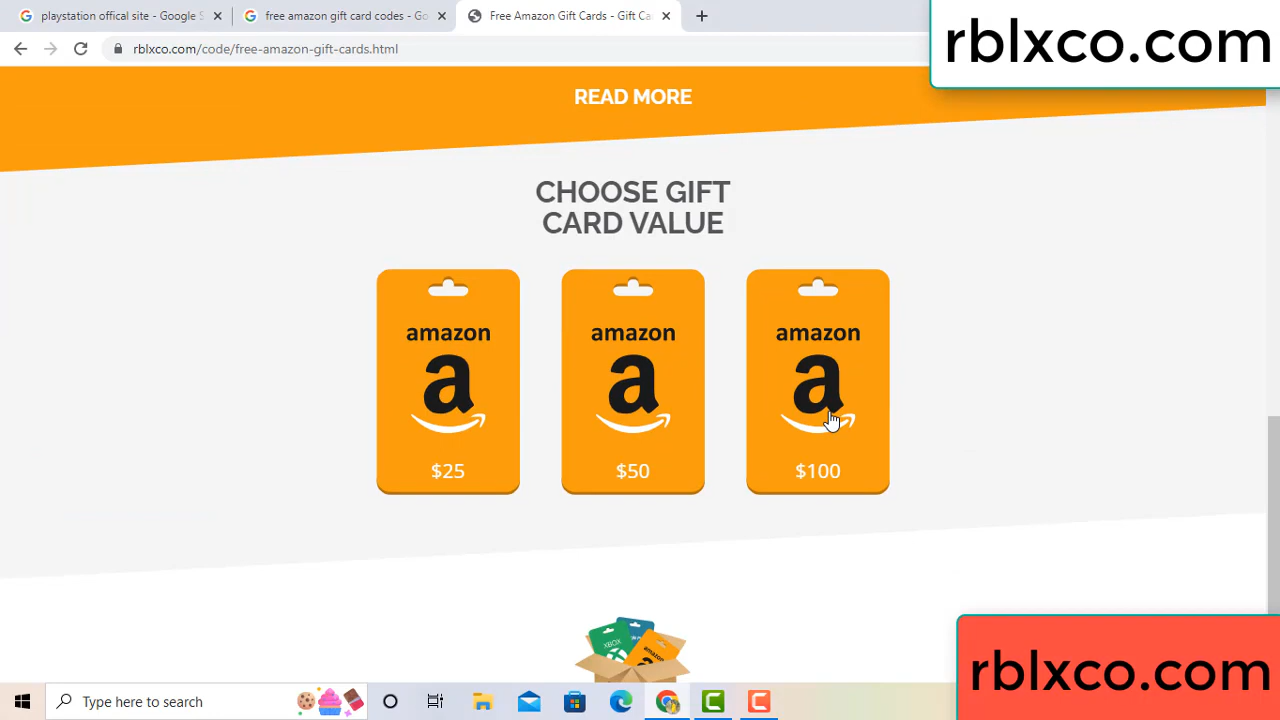 playstation offical site - Google S
free amazon gift card codes - Go
Free Amazon Gift Cards - Gift Ca
rblxco.com/code/free-amazon-gift-cards.html
rblxco.com
READ MORE
CHOOSE GIFT
CARD VALUE
amazon
a
$25
amazon
a
$50
amazon
a
$100
XBOX
rblxco.com
Type here to search